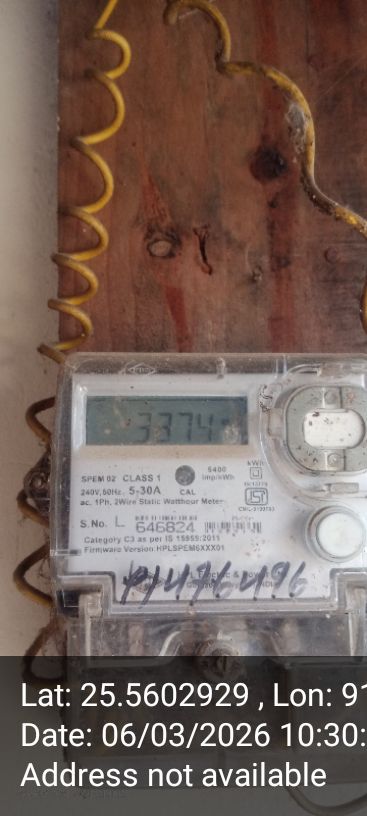 3374
SPEM 02 CLASS 1
5400
imp/kWh
kWh
240V, 50Hz, 5-30A CAL
ac. 1Ph, 2Wire Static Watthour Meter
S.No. L 646824
Category C3 as per IS 15959:2011
Firmware Version:HPLSPEM6XXX01
Lat: 25.5602929 , Lon: 91
Date: 06/03/2026 10:30:
Address not available